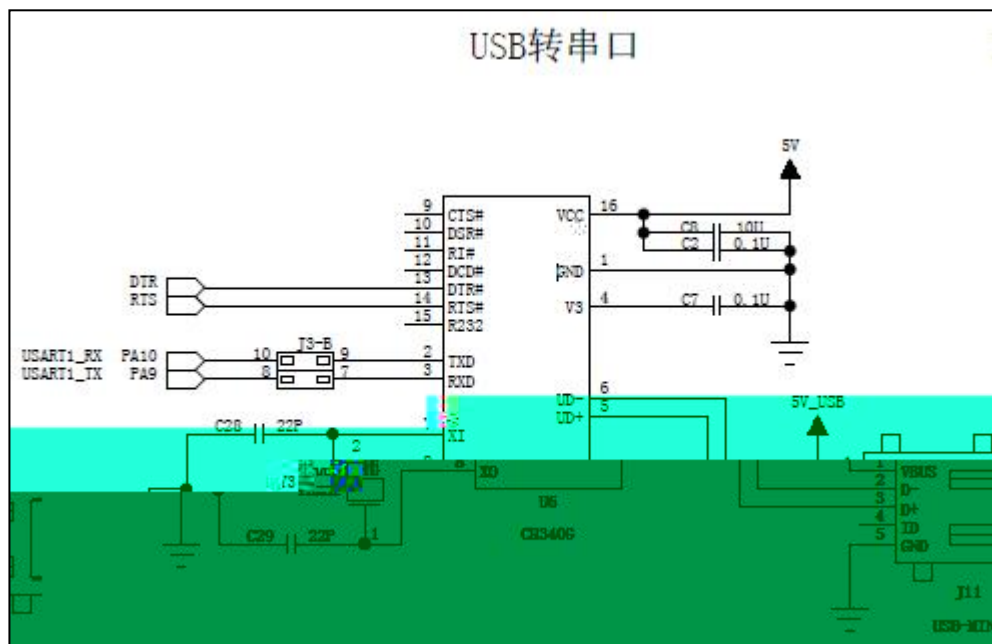 USB转串口
5V
9 CTS#
10 DSR#
11 RI#
12 DCD#
DTR 13 DTR#
RTS 14 RTS#
15 R232
VCC 16
C8 10U
C2 0.1U
GND 1
V3 4 C7 0.1U
J3-B
USART1_RX PA10 10 9 2 TXD
USART1_TX PA9 8 7 3 RXD
UD- 6
UD+ 5
5V_USB
C28 22P
XI
2
XO
U6
CH340G
C29 22P 1
1 VBUS
2 D-
3 D+
4 ID
5 GND
J11